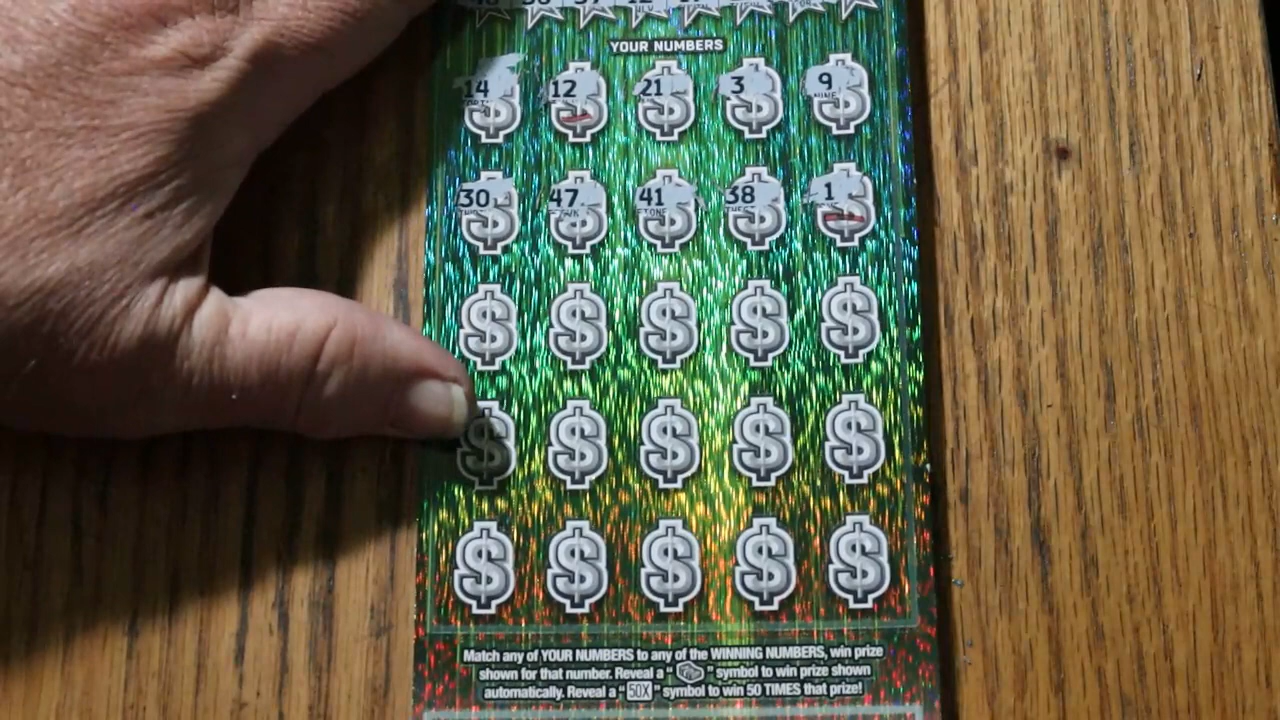 YOUR NUMBERS
14 12 21 3 9
NINE
30 47 41 38 1
Match any of YOUR NUMBERS to any of the WINNING NUMBERS, win prize
shown for that number. Reveal a " " symbol to win prize shown
automatically. Reveal a "50X" symbol to win 50 TIMES that prize!